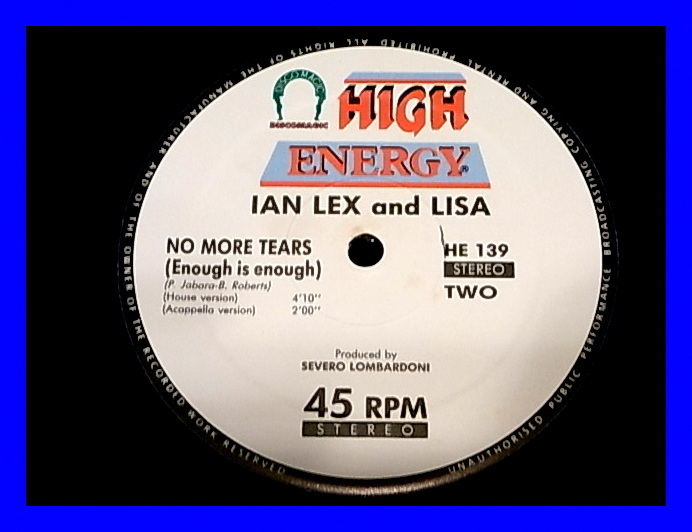 DISCO MAGIC
DISCOMAGIC
HIGH
ENERGY®
IAN LEX and LISA
NO MORE TEARS
(Enough is enough)
(P. Jabara-B. Roberts)
(House version) 4'10"
(Acappella version) 2'00"
HE 139
STEREO
TWO
Produced by
SEVERO LOMBARDONI
45 RPM
STEREO
ALL RIGHTS OF THE MANUFACTURER AND OF THE OWNER OF THE RECORDED WORK RESERVED
UNAUTHORISED PUBLIC PERFORMANCE BROADCASTING COPYING AND RENTAL PROHIBITED